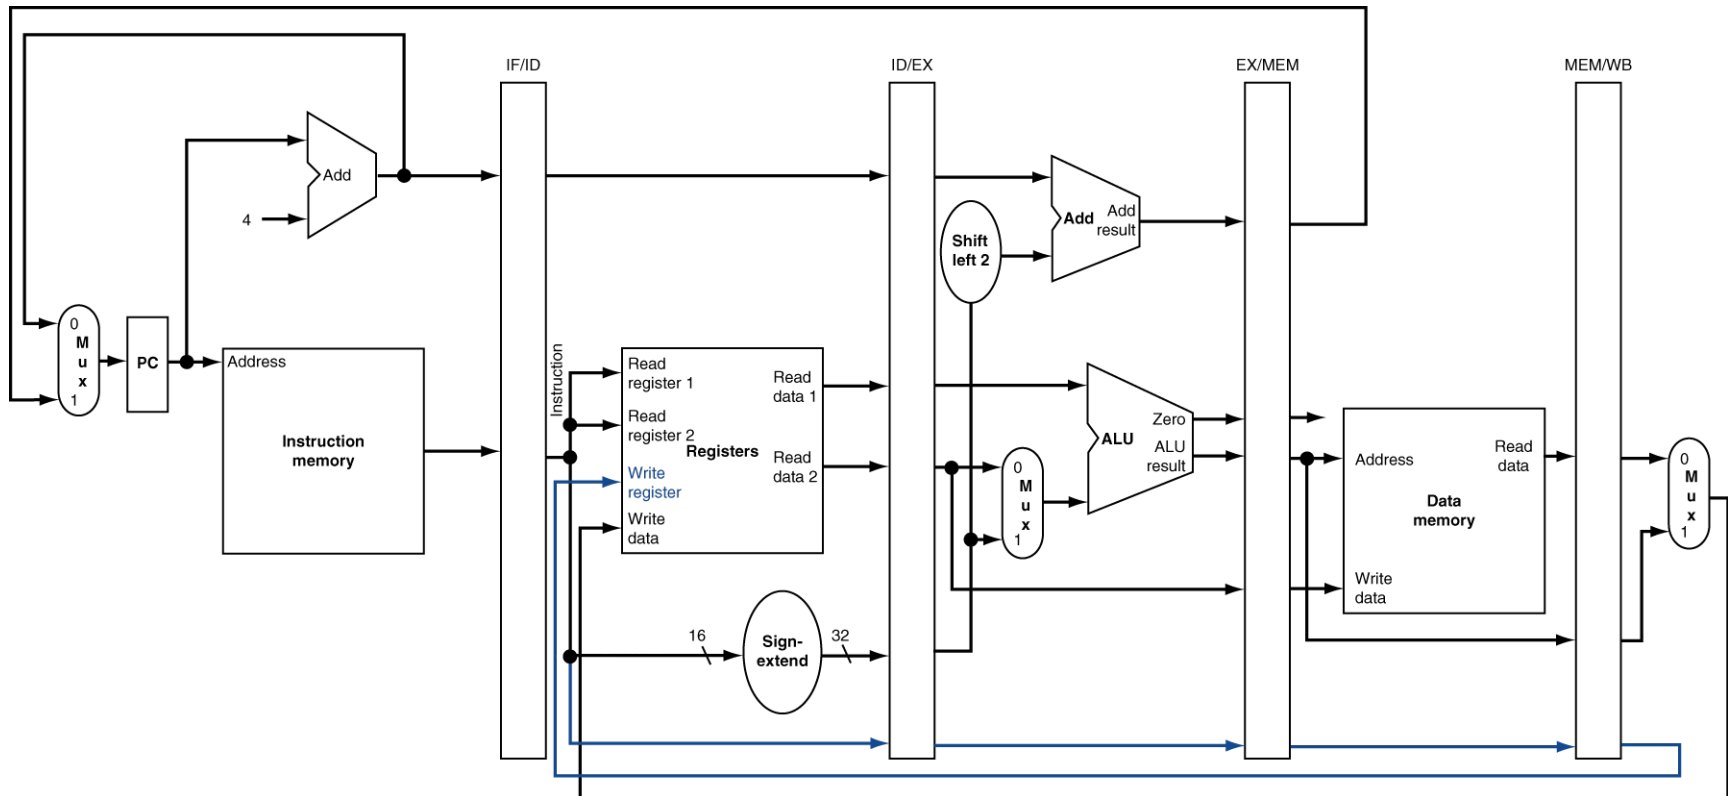 IF/ID
ID/EX
EX/MEM
MEM/WB
Add
4
Add
Add
result
Shift
left 2
0
M
u
x
1
PC
Address
Instruction
memory
Instruction
Read
register 1
Read
register 2
Write
register
Write
data
Registers
Read
data 1
Read
data 2
16
Sign-
extend
32
0
M
u
x
1
ALU
Zero
ALU
result
Address
Read
data
Data
memory
Write
data
0
M
u
x
1